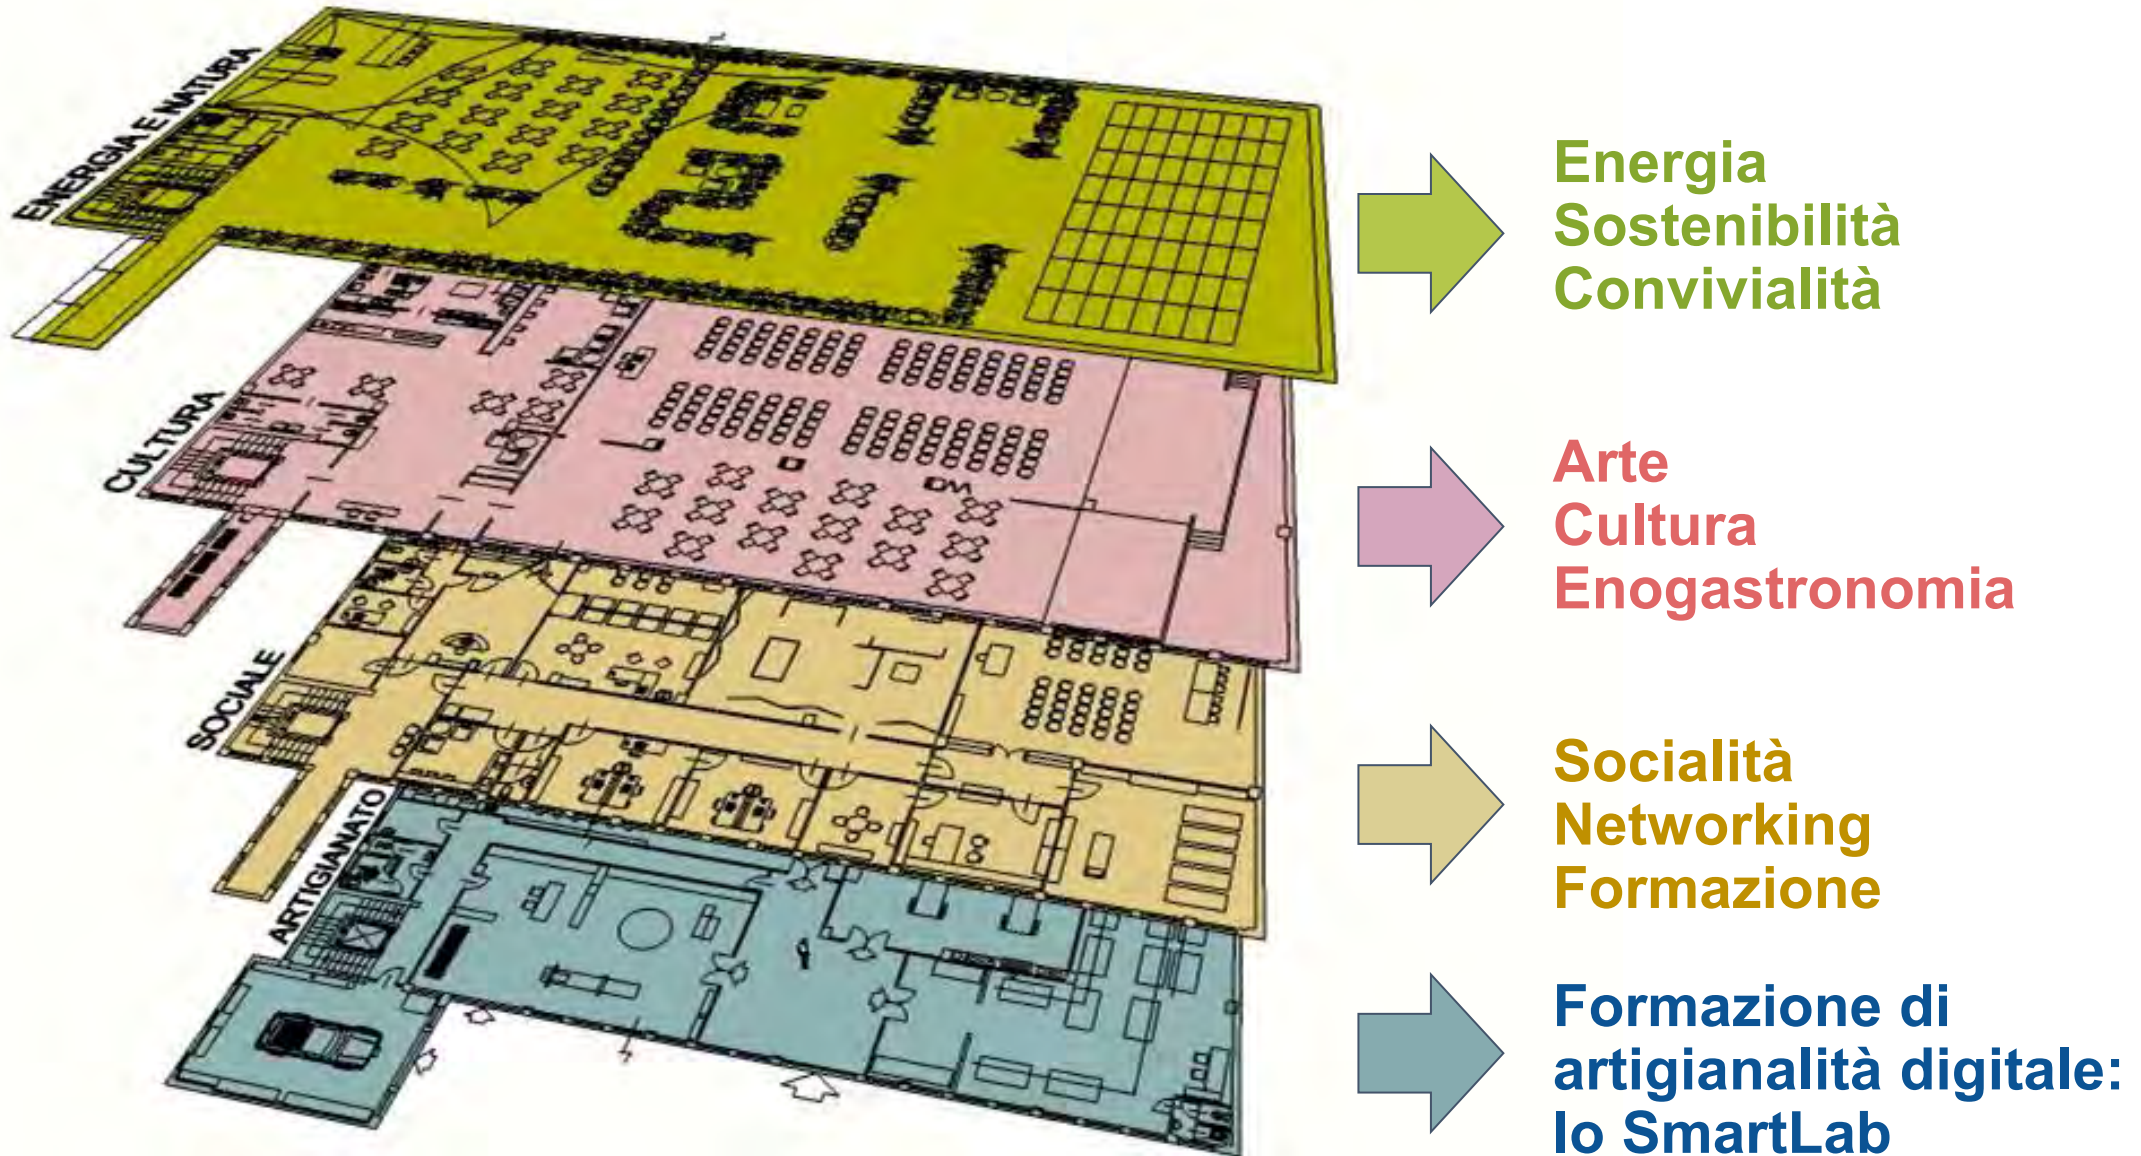 ENERGIA E NATURA
Energia
Sostenibilità
Convivialità
CULTURA
Arte
Cultura
Enogastronomia
SOCIALE
Socialità
Networking
Formazione
ARTIGIANATO
Formazione di
artigianalità digitale:
lo SmartLab